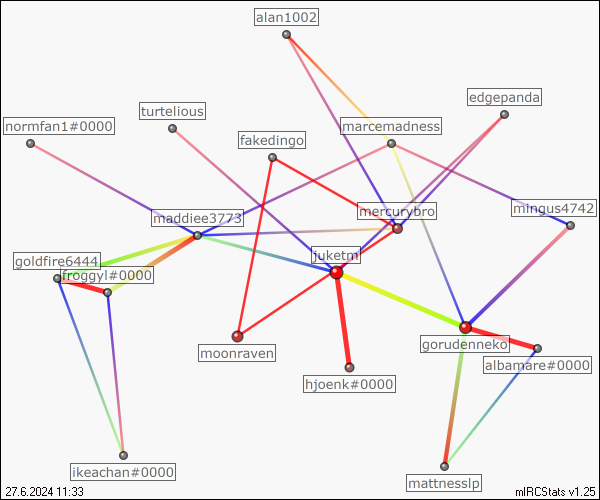 alan1002
edgepanda
turtelious
normfan1#0000
marcemadness
fakedingo
mercurybro
mingus4742
maddiee3773
juketm
goldfire6444
froggyl#0000
gorudenneko
moonraven
albamare#0000
hjoenk#0000
ikeachan#0000
mattnesslp
27.6.2024 11:33
mIRCStats v1.25